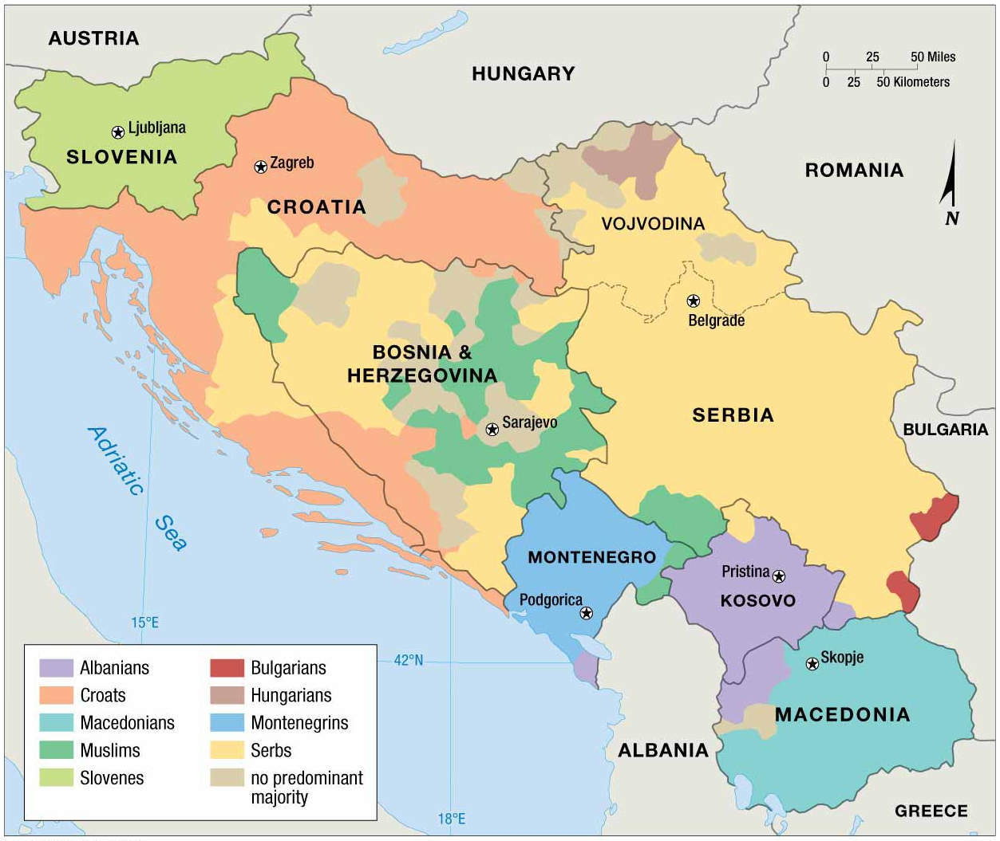 AUSTRIA
HUNGARY
0 25 50 Miles
0 25 50 Kilometers
Ljubljana
SLOVENIA
Zagreb
CROATIA
ROMANIA
N
VOJVODINA
Belgrade
BOSNIA &
HERZEGOVINA
SERBIA
Sarajevo
BULGARIA
Adriatic
Sea
MONTENEGRO
Pristina
KOSOVO
Podgorica
15°E
42°N
Skopje
MACEDONIA
ALBANIA
GREECE
18°E
Albanians
Croats
Macedonians
Muslims
Slovenes
Bulgarians
Hungarians
Montenegrins
Serbs
no predominant
majority